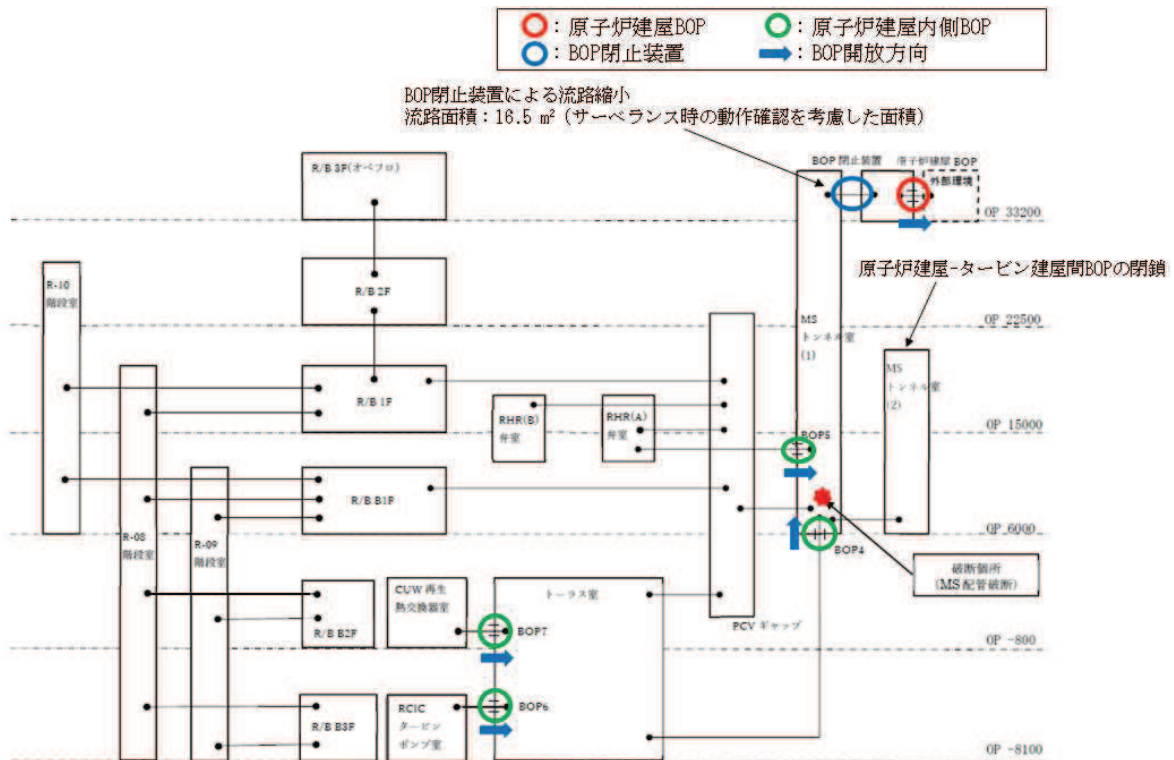 ：原子炉建屋BOP
：原子炉建屋内側BOP
：BOP閉止装置
：BOP開放方向
BOP閉止装置による流路縮小
流路面積：16.5 m²（サーベランス時の動作確認を考慮した面積）
R/B 3F(オペフロ)
BOP 閉止装置
原子炉建屋 BOP
外部環境
OP 33200
原子炉建屋-タービン建屋間BOPの閉鎖
R-10
階段室
R/B 2F
OP 22500
MS
トンネル室
(1)
MS
トンネル室
(2)
R/B 1F
RHR(B)
弁室
RHR(A)
弁室
OP 15000
BOP5
R/B B1F
OP 6000
R-08
階段室
R-09
階段室
BOP4
破断個所
(MS 配管破断)
CUW 再生
熱交換器室
トーラス室
R/B B2F
BOP7
PCV ギャップ
OP -800
RCIC
タービン
ポンプ室
BOP6
R/B B3F
OP -8100